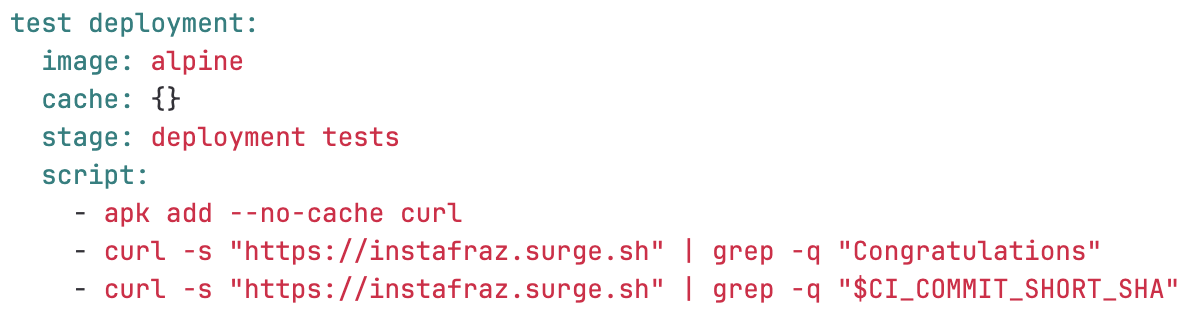 test deployment:
  image: alpine
  cache: {}
  stage: deployment tests
  script:
    - apk add --no-cache curl
    - curl -s "https://instafraz.surge.sh" | grep -q "Congratulations"
    - curl -s "https://instafraz.surge.sh" | grep -q "$CI_COMMIT_SHORT_SHA"